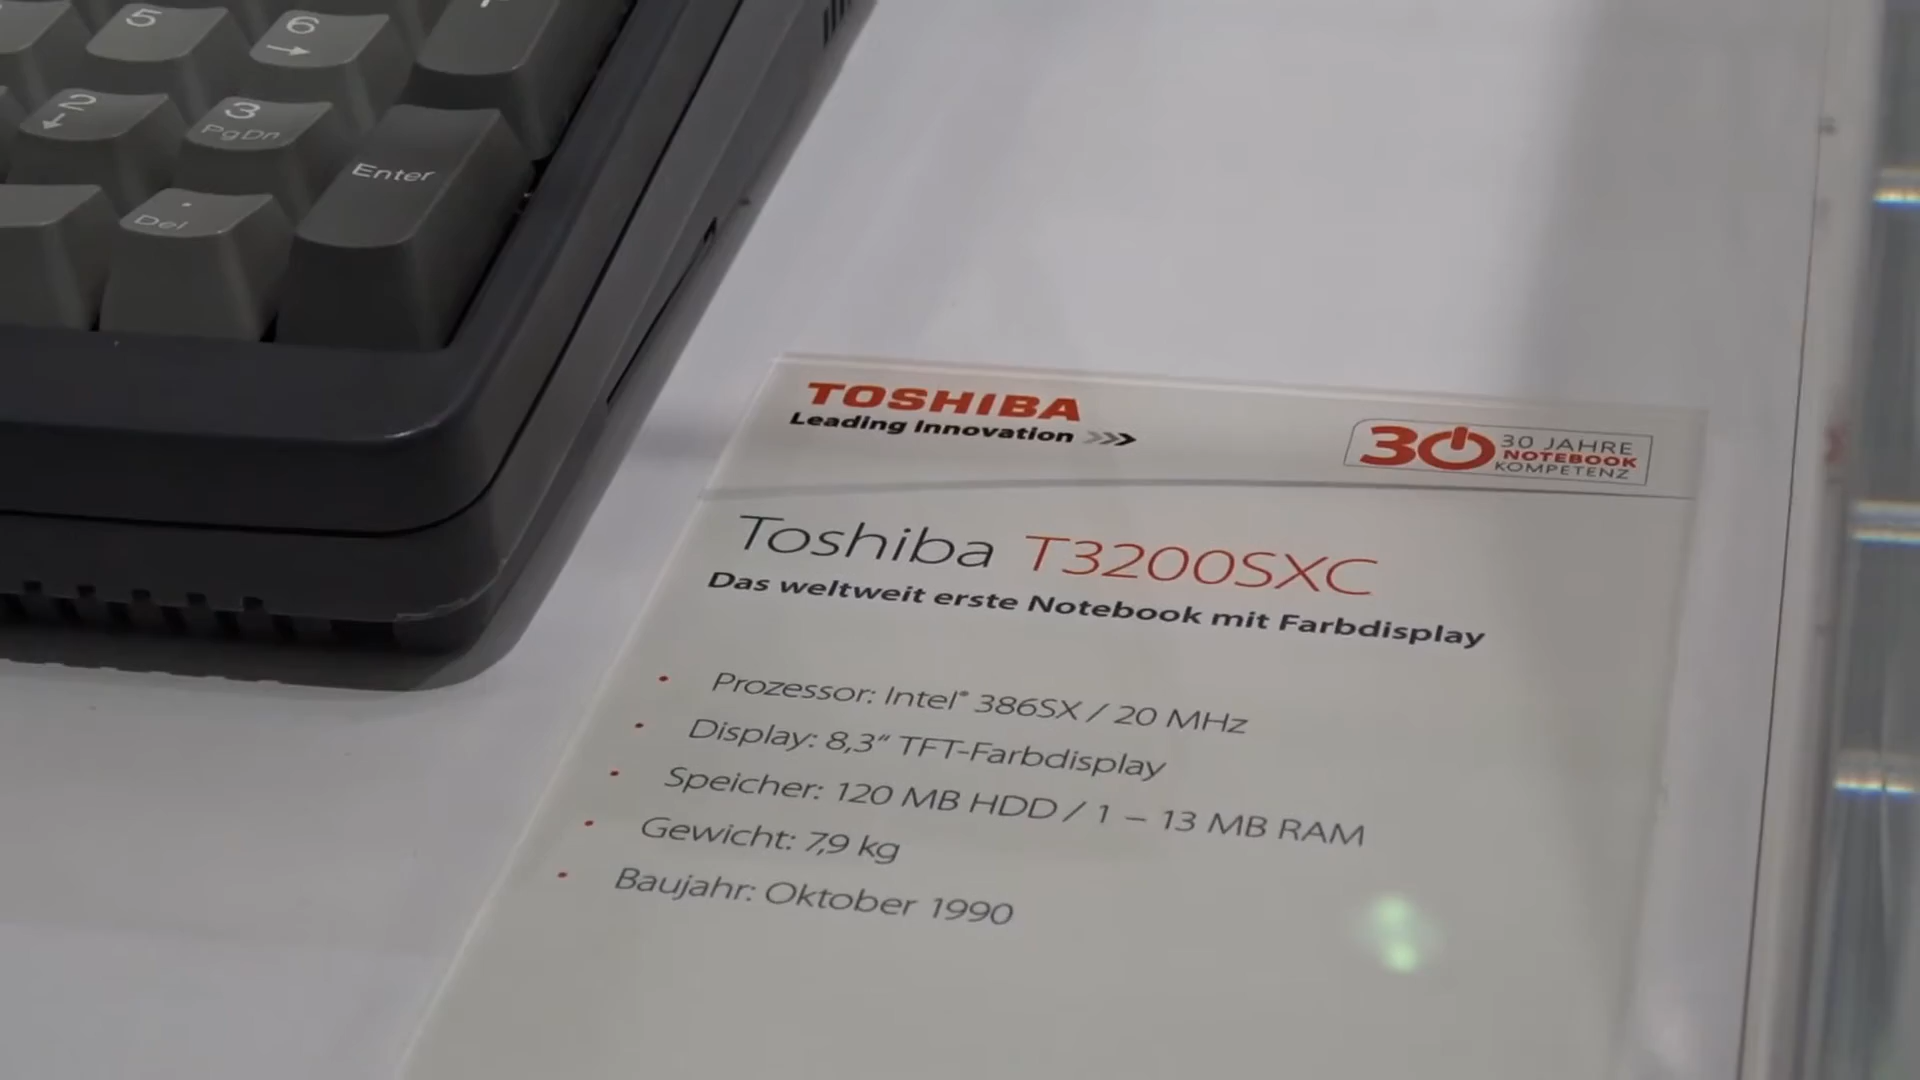 5
6
→
2
↓
3
PgDn
Enter
.
Del
TOSHIBA
Leading Innovation >>>
30 JAHRE
NOTEBOOK
KOMPETENZ
30
Toshiba T3200SXC
Das weltweit erste Notebook mit Farbdisplay
• Prozessor: Intel® 386SX / 20 MHz
• Display: 8,3“ TFT-Farbdisplay
• Speicher: 120 MB HDD / 1 – 13 MB RAM
• Gewicht: 7,9 kg
• Baujahr: Oktober 1990